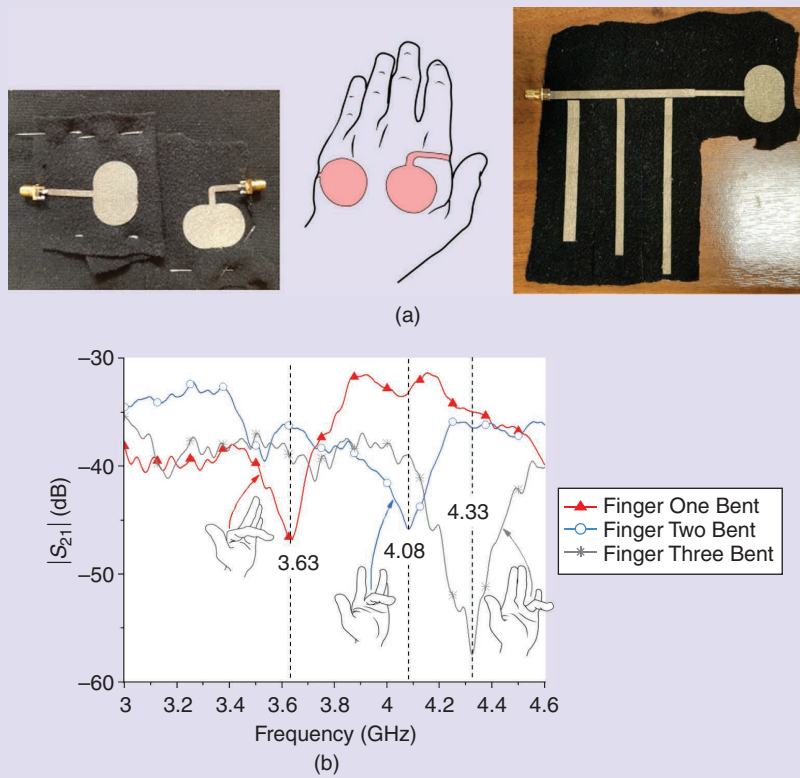 (a)
−30
−40
−50
−60
|S₂₁| (dB)
3.63
4.08
4.33
3 3.2 3.4 3.6 3.8 4 4.2 4.4 4.6
Frequency (GHz)
(b)
Finger One Bent
Finger Two Bent
Finger Three Bent